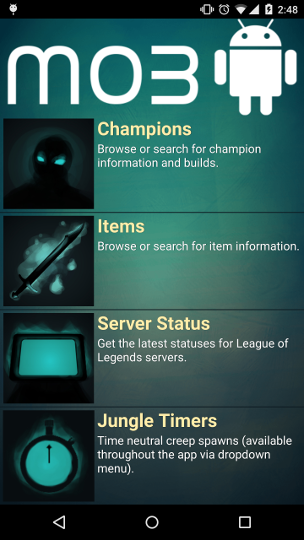 2:48
MOB
Champions
Browse or search for champion
information and builds.
Items
Browse or search for item information.
Server Status
Get the latest statuses for League of
Legends servers.
Jungle Timers
Time neutral creep spawns (available
throughout the app via dropdown
menu).